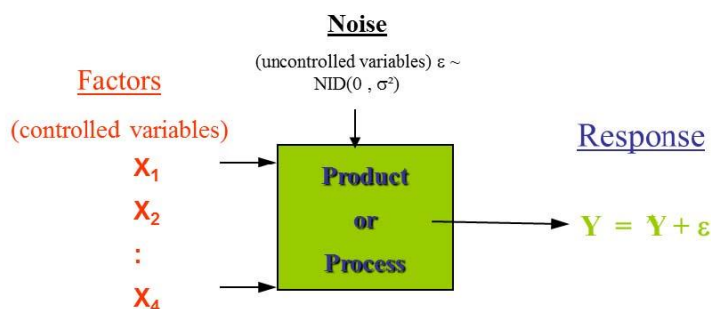 Noise
(uncontrolled variables) ε ~
NID(0 , σ²)
Factors
(controlled variables)
X₁
X₂
:
X₄
Product
or
Process
Response
Y = Y + ε